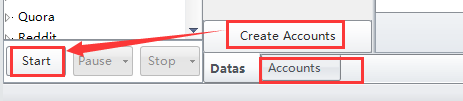 Quora
Reddit
Create Accounts
Start
Pause
Stop
Datas
Accounts